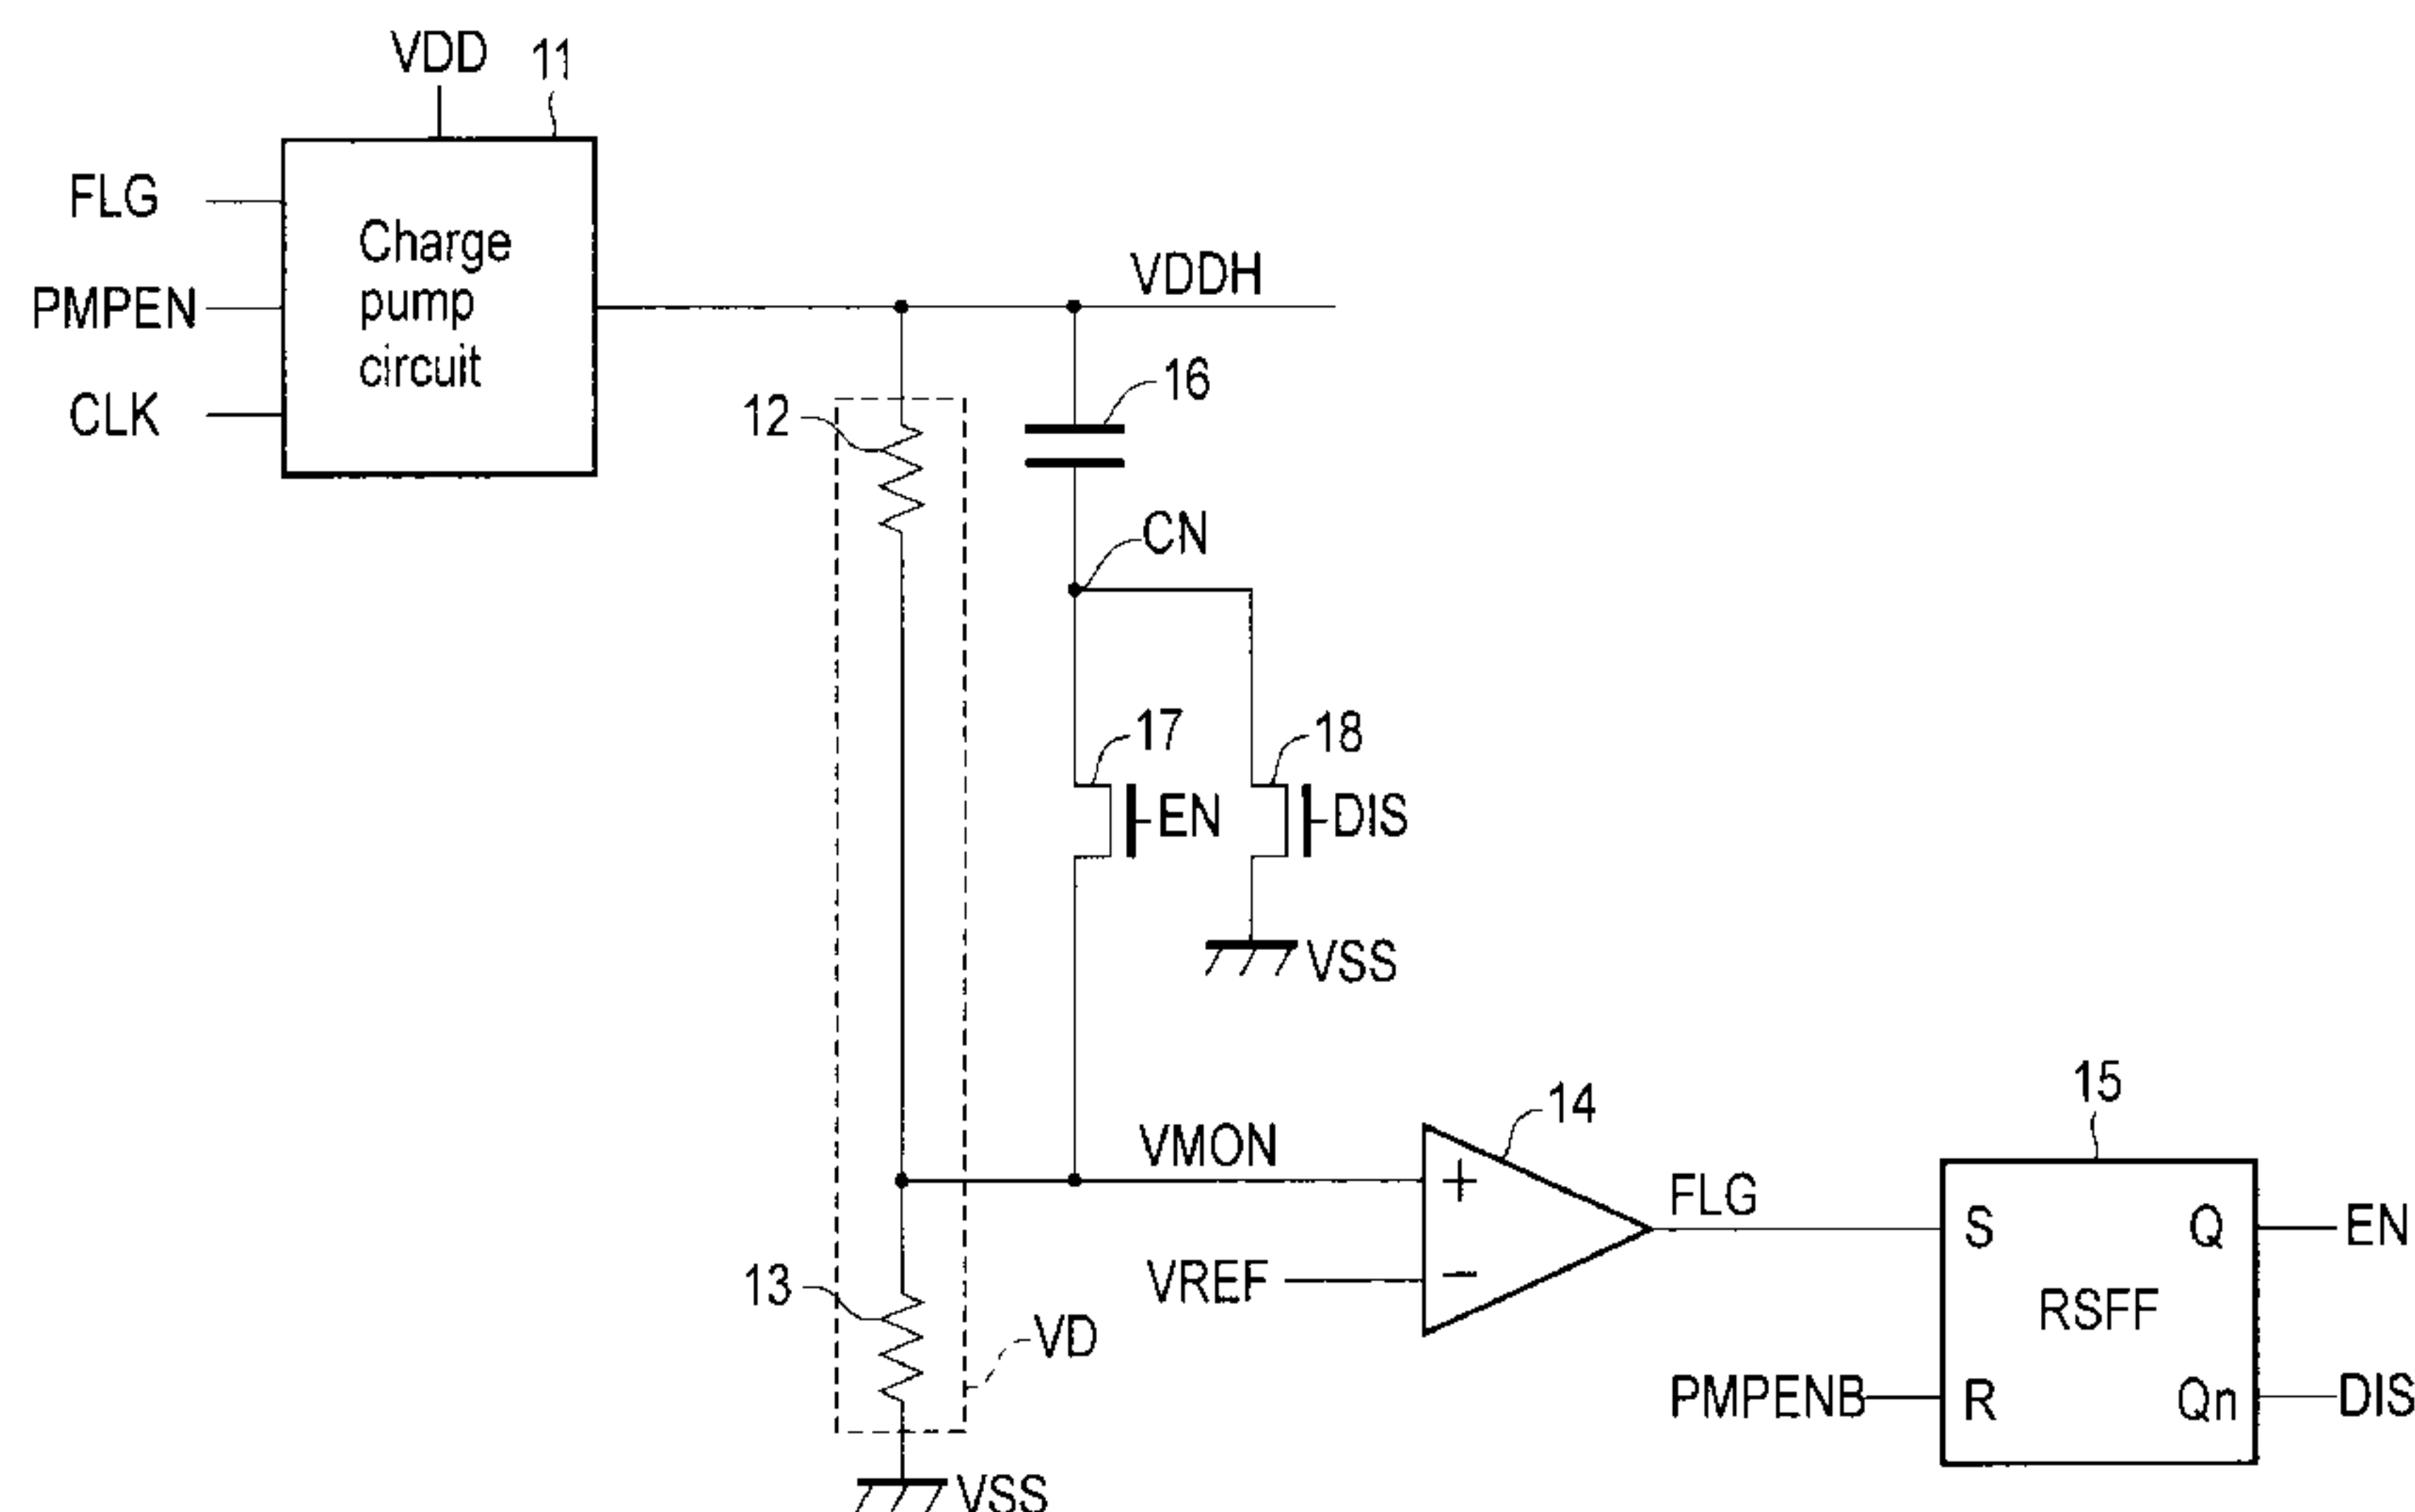 VDD
11
FLG
PMPEN
CLK
Charge
pump
circuit
VDDH
12
16
CN
17
18
EN
DIS
VSS
VMON
14
15
FLG
+
−
VREF
13
VD
VSS
S
Q
EN
RSFF
PMPENB
R
Qn
DIS